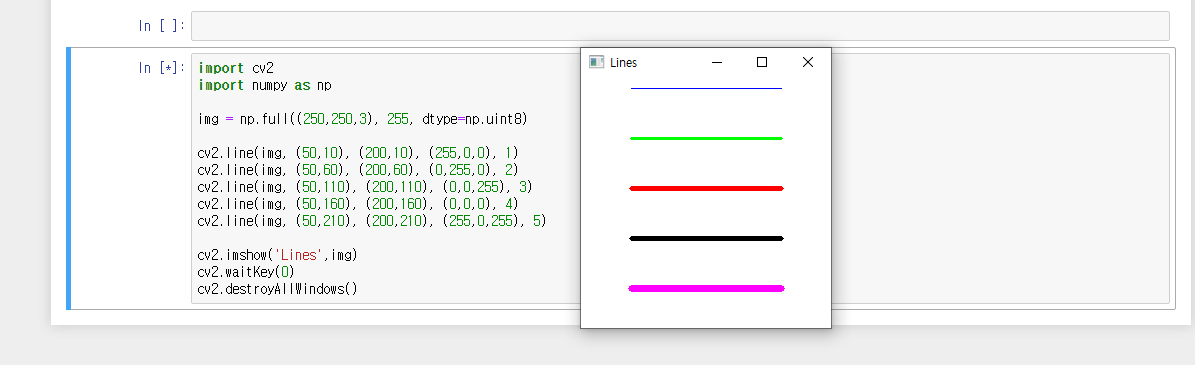 In [ ]:
In [*]:
import cv2
import numpy as np
img = np.full((250,250,3), 255, dtype=np.uint8)
cv2.line(img, (50,10), (200,10), (255,0,0), 1)
cv2.line(img, (50,60), (200,60), (0,255,0), 2)
cv2.line(img, (50,110), (200,110), (0,0,255), 3)
cv2.line(img, (50,160), (200,160), (0,0,0), 4)
cv2.line(img, (50,210), (200,210), (255,0,255), 5)
cv2.imshow('Lines',img)
cv2.waitKey(0)
cv2.destroyAllWindows()
Lines